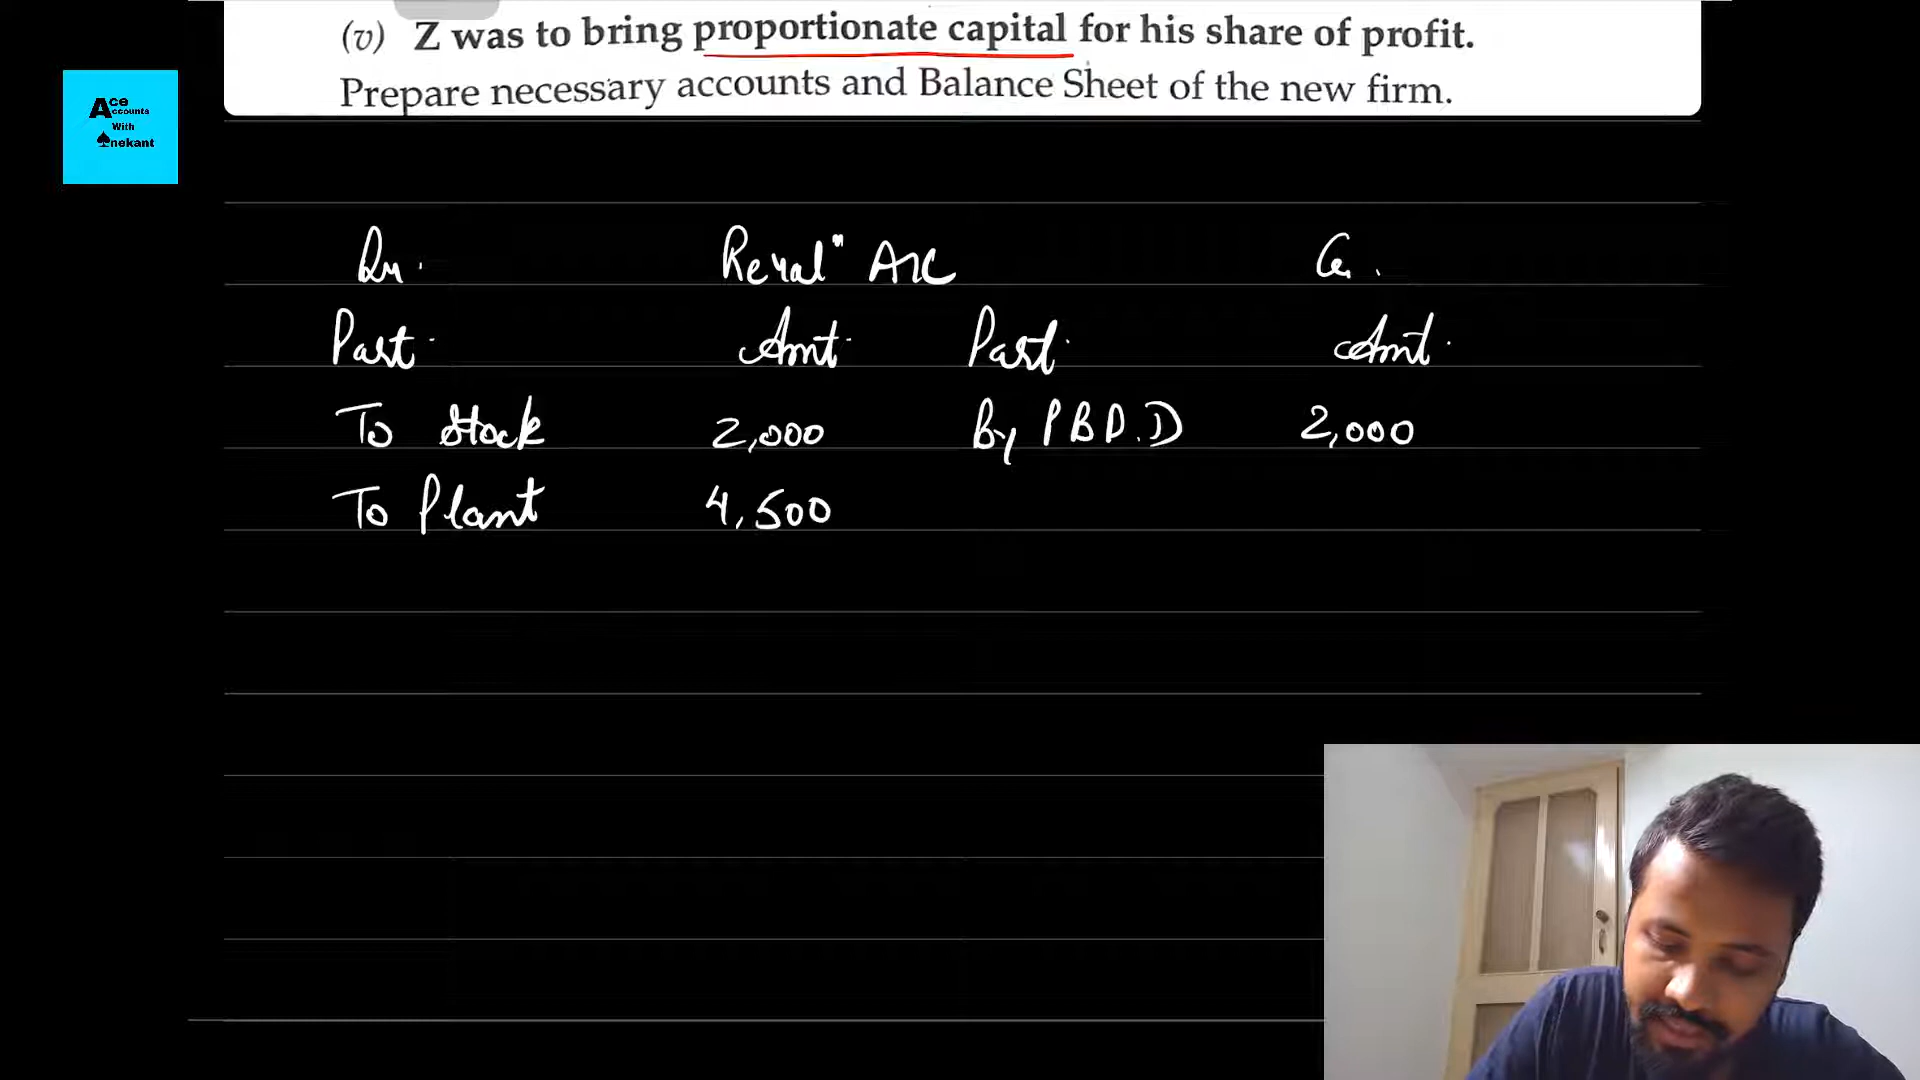 (v) Z was to bring proportionate capital for his share of profit.
Prepare necessary accounts and Balance Sheet of the new firm.
Ace
Accounts
With
Anekant
Dr. Reval" A/C Cr.
Part. Amt. Part. Amt.
To Stock 2,000 By PBDD 2,000
To Plant 4,500